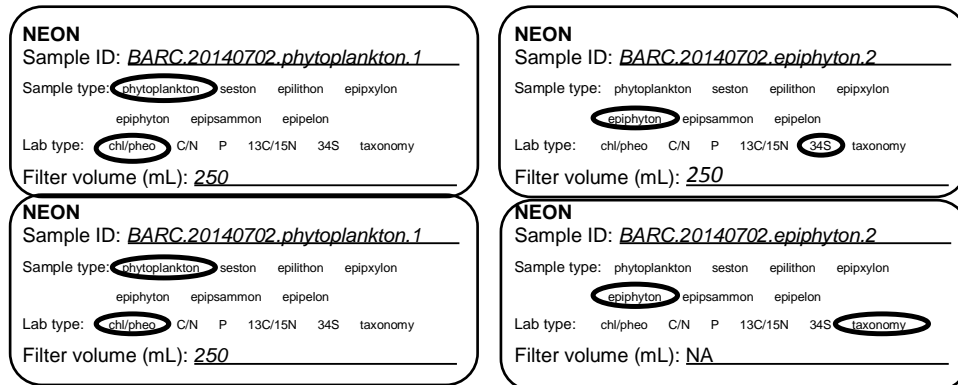 NEON
Sample ID: BARC.20140702.phytoplankton.1
Sample type: phytoplankton seston epilithon epipxylon
epiphyton epipsammon epipelon
Lab type: chl/pheo C/N P 13C/15N 34S taxonomy
Filter volume (mL): 250
NEON
Sample ID: BARC.20140702.epiphyton.2
Sample type: phytoplankton seston epilithon epipxylon
epiphyton epipsammon epipelon
Lab type: chl/pheo C/N P 13C/15N 34S taxonomy
Filter volume (mL): 250
NEON
Sample ID: BARC.20140702.phytoplankton.1
Sample type: phytoplankton seston epilithon epipxylon
epiphyton epipsammon epipelon
Lab type: chl/pheo C/N P 13C/15N 34S taxonomy
Filter volume (mL): 250
NEON
Sample ID: BARC.20140702.epiphyton.2
Sample type: phytoplankton seston epilithon epipxylon
epiphyton epipsammon epipelon
Lab type: chl/pheo C/N P 13C/15N 34S taxonomy
Filter volume (mL): NA